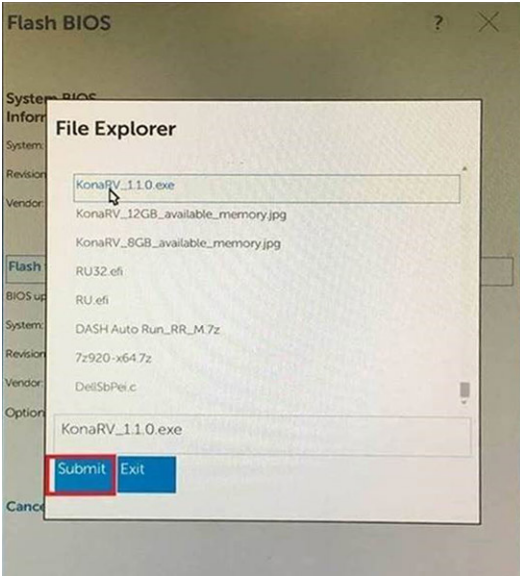 Flash BIOS
?
System BIOS
Infor
System:
Revision
Vendor:
File Explorer
KonaRV_1.1.0.exe
KonaRV_12GB_available_memory.jpg
KonaRV_8GB_available_memory.jpg
RU32.efi
RU.efi
DASH Auto Run_RR_M.7z
7z920-x64.7z
DellSbPei.c
Flash
BIOS up
System:
Revision
Vendor:
Option
KonaRV_1.1.0.exe
Submit Exit
Cance